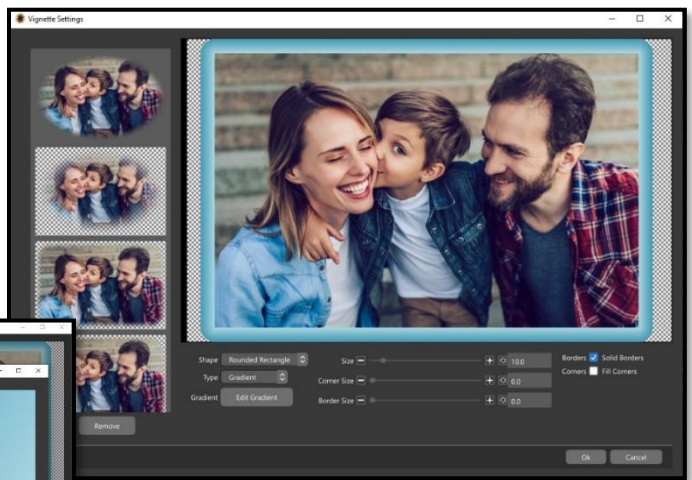 Vignette Settings
Shape Rounded Rectangle Size 10.0 Borders Solid Borders
Type Gradient Corner Size 0.0 Corners Fill Corners
Gradient Edit Gradient Border Size 0.0
Remove
Ok Cancel